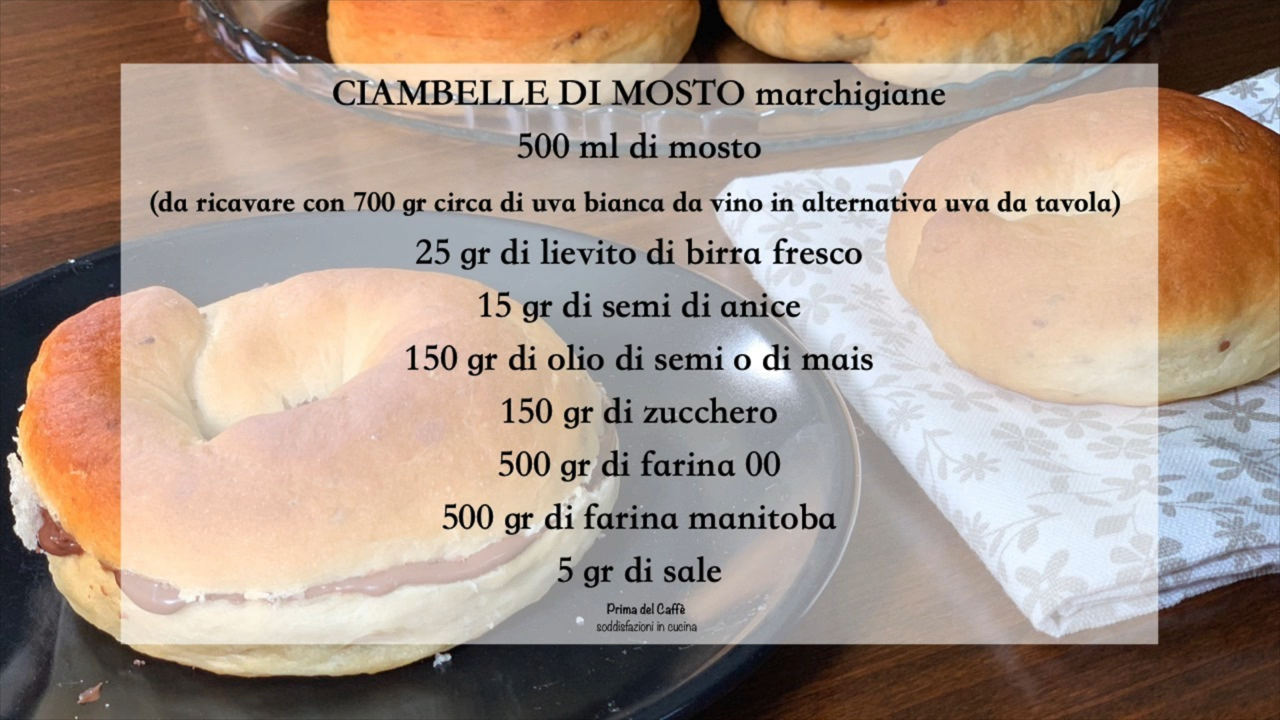 CIAMBELLE DI MOSTO marchigiane
500 ml di mosto
(da ricavare con 700 gr circa di uva bianca da vino in alternativa uva da tavola)
25 gr di lievito di birra fresco
15 gr di semi di anice
150 gr di olio di semi o di mais
150 gr di zucchero
500 gr di farina 00
500 gr di farina manitoba
5 gr di sale
Prima del Caffè
soddisfazioni in cucina